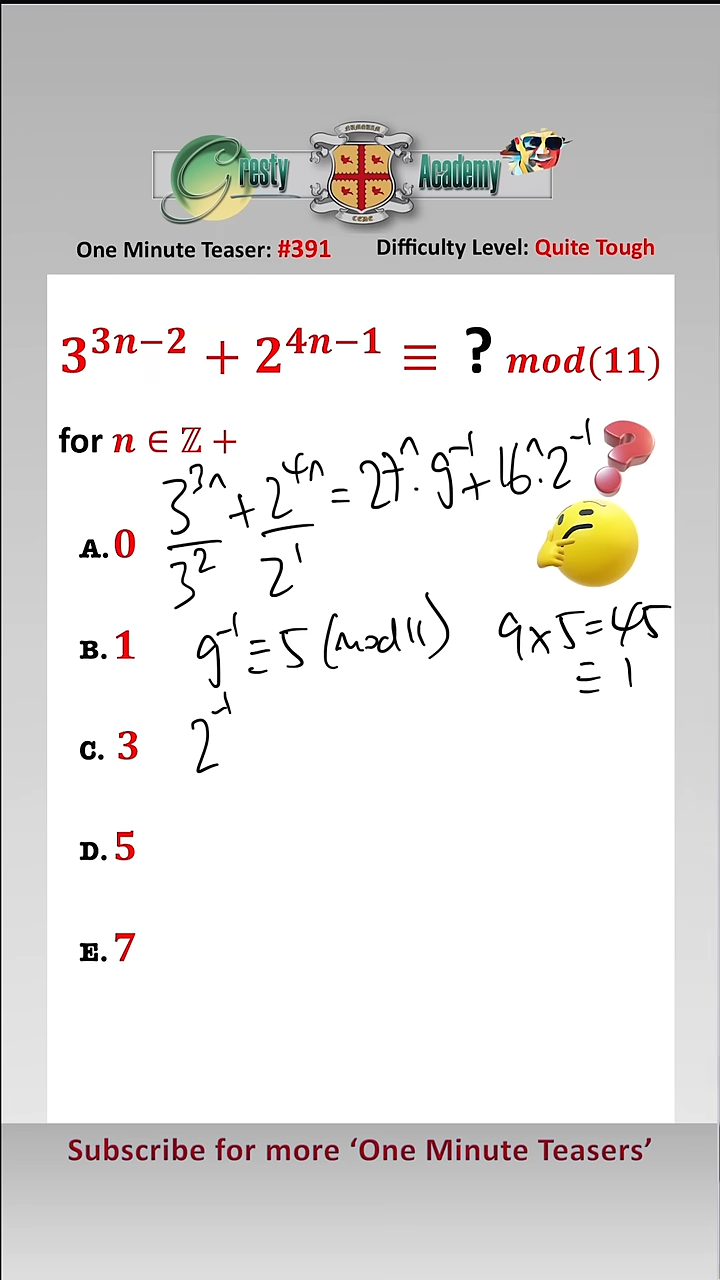 NUMQUAM
Cresty Academy
CEDE
One Minute Teaser: #391 Difficulty Level: Quite Tough
3^{3n−2} + 2^{4n−1} ≡ ? mod(11)
for n ∈ ℤ +
3^{3n}/3^2 + 2^{4n}/2^1 = 27^n · 9^{-1} + 16^n · 2^{-1}
A. 0
B. 1 9^{-1} ≡ 5 (mod 11) 9 x 5 = 45
≡ 1
C. 3 2^{-1}
D. 5
E. 7
Subscribe for more ‘One Minute Teasers’